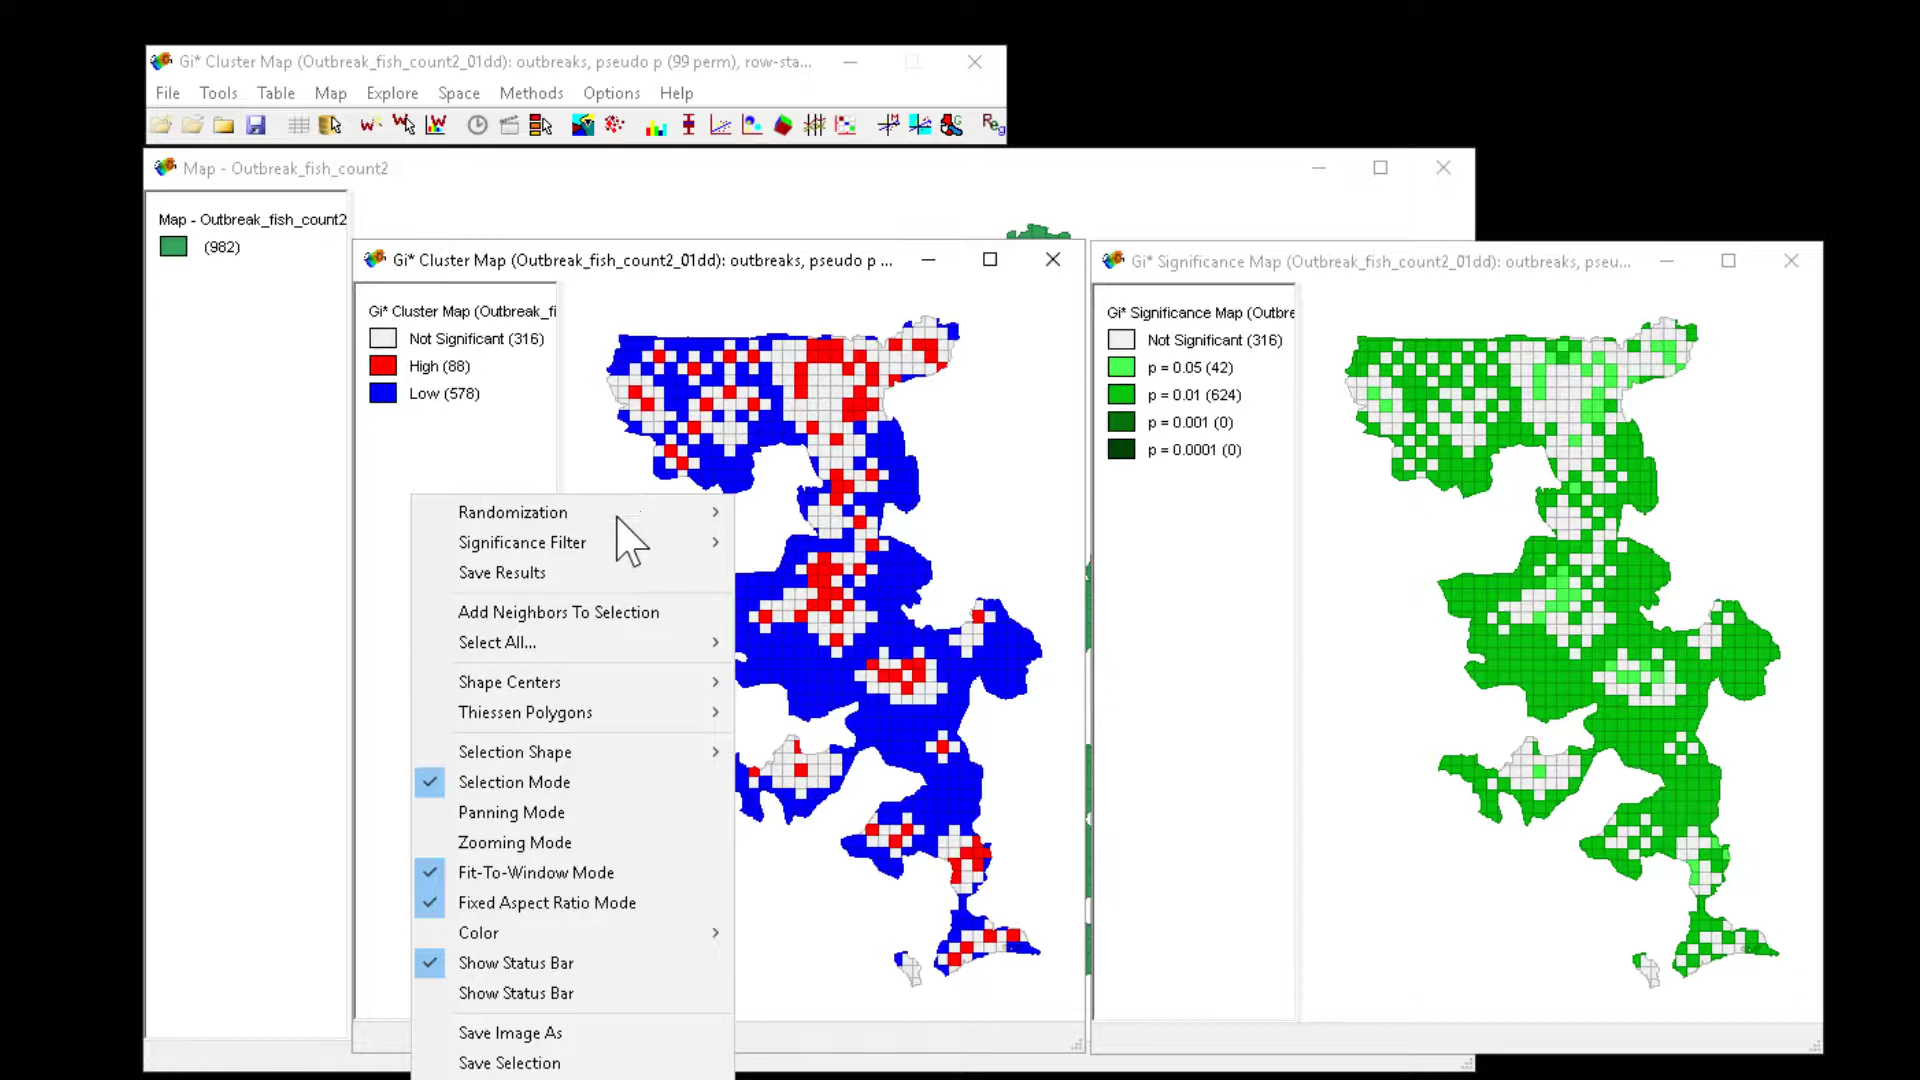 Gi* Cluster Map (Outbreak_fish_count2_01dd): outbreaks, pseudo p (99 perm), row-sta...
File Tools Table Map Explore Space Methods Options Help
Reg
Map - Outbreak_fish_count2
Map - Outbreak_fish_count2
(982)
Gi* Cluster Map (Outbreak_fish_count2_01dd): outbreaks, pseudo p ...
Gi* Cluster Map (Outbreak_fi
Not Significant (316)
High (88)
Low (578)
Gi* Significance Map (Outbreak_fish_count2_01dd): outbreaks, pseu...
Gi* Significance Map (Outbre
Not Significant (316)
p = 0.05 (42)
p = 0.01 (624)
p = 0.001 (0)
p = 0.0001 (0)
Randomization
Significance Filter
Save Results
Add Neighbors To Selection
Select All...
Shape Centers
Thiessen Polygons
Selection Shape
Selection Mode
Panning Mode
Zooming Mode
Fit-To-Window Mode
Fixed Aspect Ratio Mode
Color
Show Status Bar
Show Status Bar
Save Image As
Save Selection